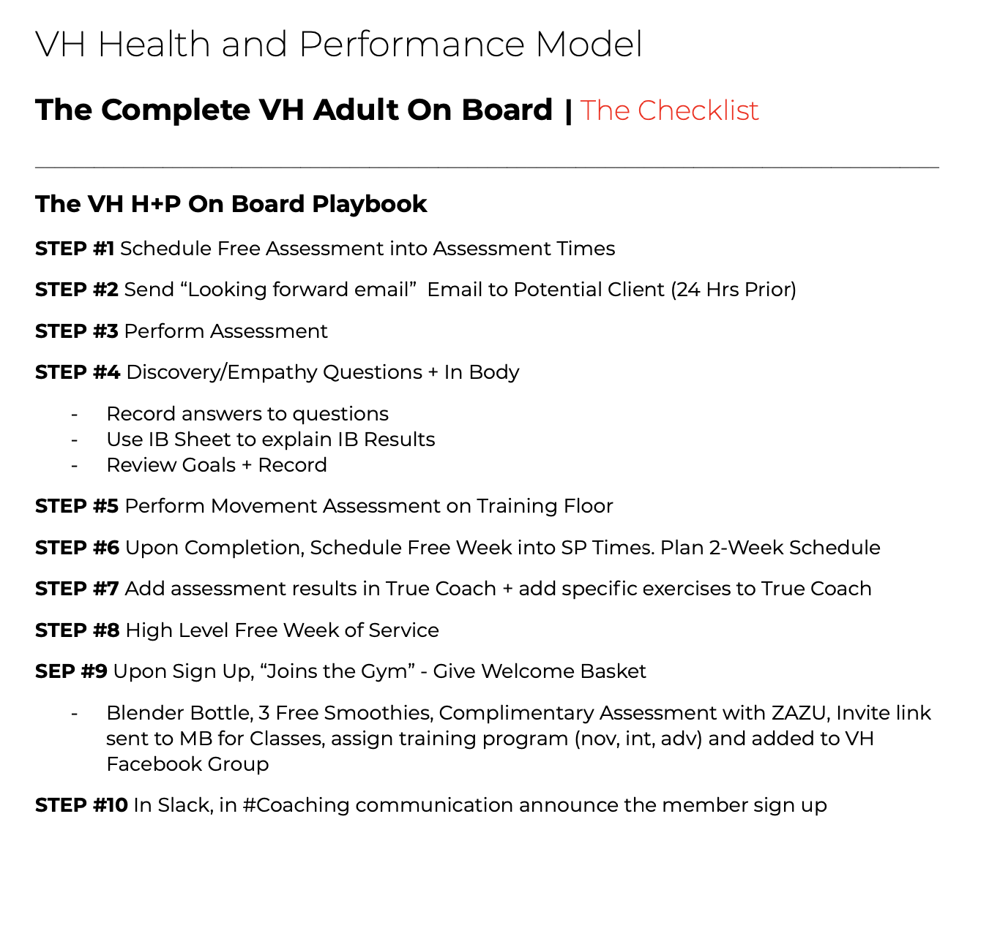 VH Health and Performance Model
The Complete VH Adult On Board | The Checklist
The VH H+P On Board Playbook
STEP #1 Schedule Free Assessment into Assessment Times
STEP #2 Send “Looking forward email”  Email to Potential Client (24 Hrs Prior)
STEP #3 Perform Assessment
STEP #4 Discovery/Empathy Questions + In Body
- Record answers to questions
- Use IB Sheet to explain IB Results
- Review Goals + Record
STEP #5 Perform Movement Assessment on Training Floor
STEP #6 Upon Completion, Schedule Free Week into SP Times. Plan 2-Week Schedule
STEP #7 Add assessment results in True Coach + add specific exercises to True Coach
STEP #8 High Level Free Week of Service
SEP #9 Upon Sign Up, “Joins the Gym” - Give Welcome Basket
- Blender Bottle, 3 Free Smoothies, Complimentary Assessment with ZAZU, Invite link
sent to MB for Classes, assign training program (nov, int, adv) and added to VH
Facebook Group
STEP #10 In Slack, in #Coaching communication announce the member sign up